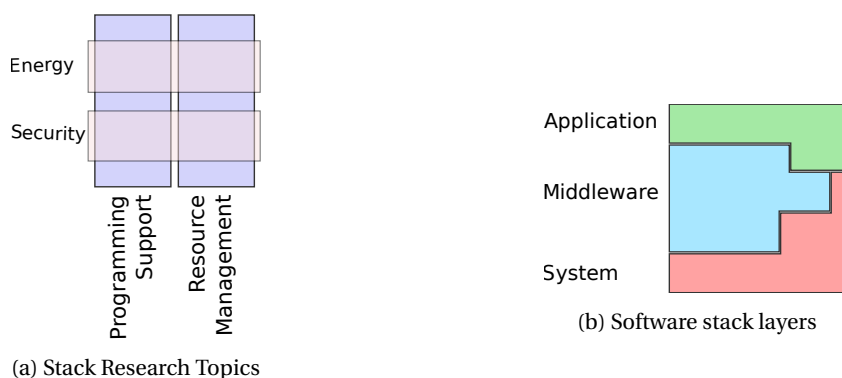 Energy
Security
Programming
Support
Resource
Management
(a) Stack Research Topics
Application
Middleware
System
(b) Software stack layers